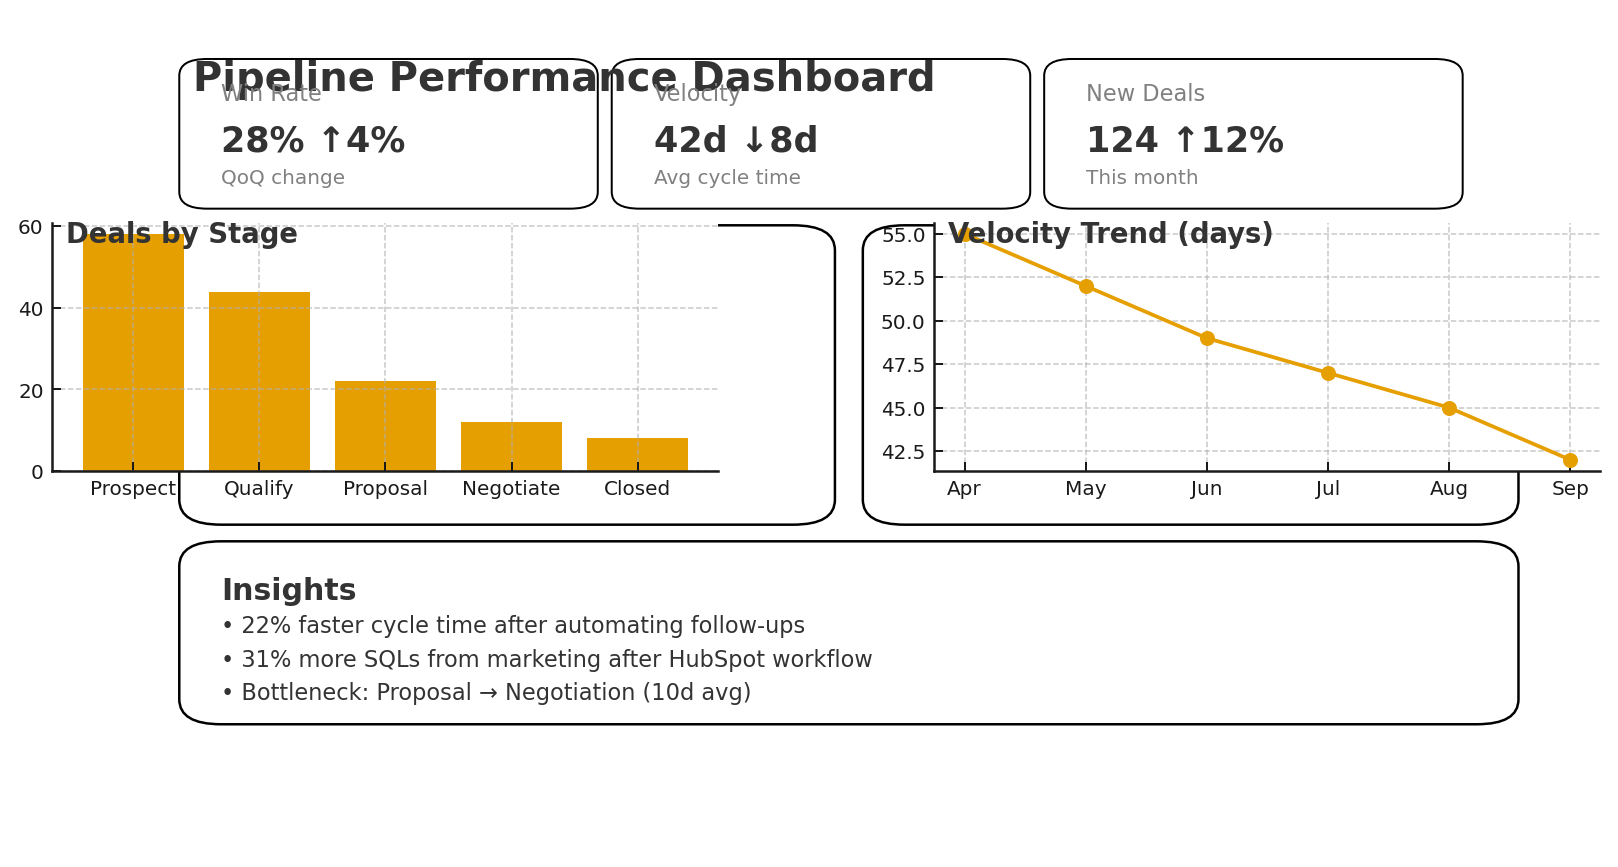 Pipeline Performance Dashboard
Win Rate
28% ↑4%
QoQ change
Velocity
42d ↓8d
Avg cycle time
New Deals
124 ↑12%
This month
Deals by Stage
60
40
20
0
Prospect Qualify Proposal Negotiate Closed
Velocity Trend (days)
55.0
52.5
50.0
47.5
45.0
42.5
Apr May Jun Jul Aug Sep
Insights
• 22% faster cycle time after automating follow-ups
• 31% more SQLs from marketing after HubSpot workflow
• Bottleneck: Proposal → Negotiation (10d avg)